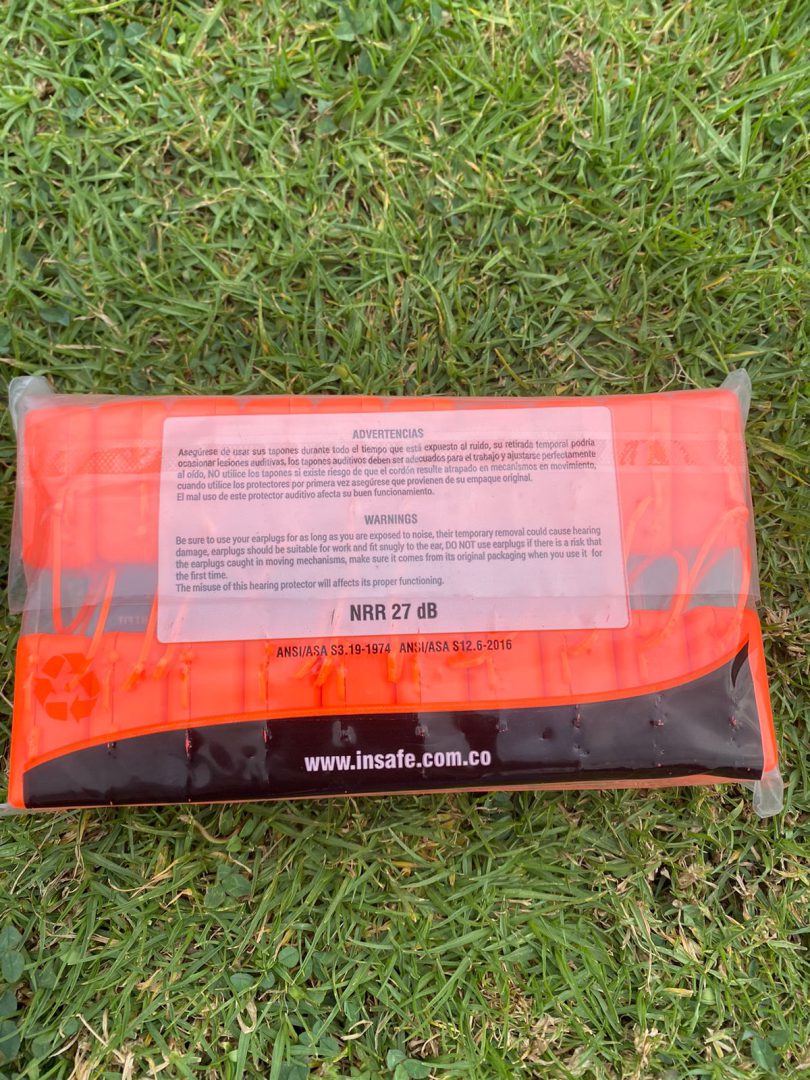 ADVERTENCIAS
Asegúrese de usar sus tapones durante todo el tiempo que está expuesto al ruido, su retirada temporal podría
ocasionar lesiones auditivas, los tapones auditivos deben ser adecuados para el trabajo y ajustarse perfectamente
al oído, NO utilice los tapones si existe riesgo de que el cordón resulte atrapado en mecanismos en movimiento,
cuando utilice los protectores por primera vez asegúrese que provienen de su empaque original.
El mal uso de este protector auditivo afecta su buen funcionamiento.
WARNINGS
Be sure to use your earplugs for as long as you are exposed to noise, their temporary removal could cause hearing
damage, earplugs should be suitable for work and fit snugly to the ear, DO NOT use earplugs if there is a risk that
the earplugs caught in moving mechanisms, make sure it comes from its original packaging when you use it for
the first time.
The misuse of this hearing protector will affects its proper functioning.
NRR 27 dB
ANSI/ASA S3.19-1974 ANSI/ASA S12.6-2016
www.insafe.com.co